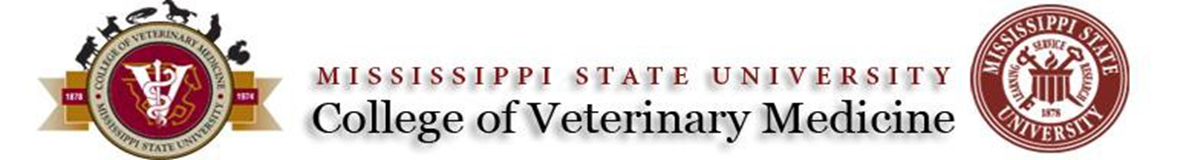 COLLEGE OF VETERINARY MEDICINE
1878
1974
MISSISSIPPI STATE UNIVERSITY
MISSISSIPPI STATE UNIVERSITY
College of Veterinary Medicine
MISSISSIPPI STATE
SERVICE
LEARNING
RESEARCH
1878
UNIVERSITY